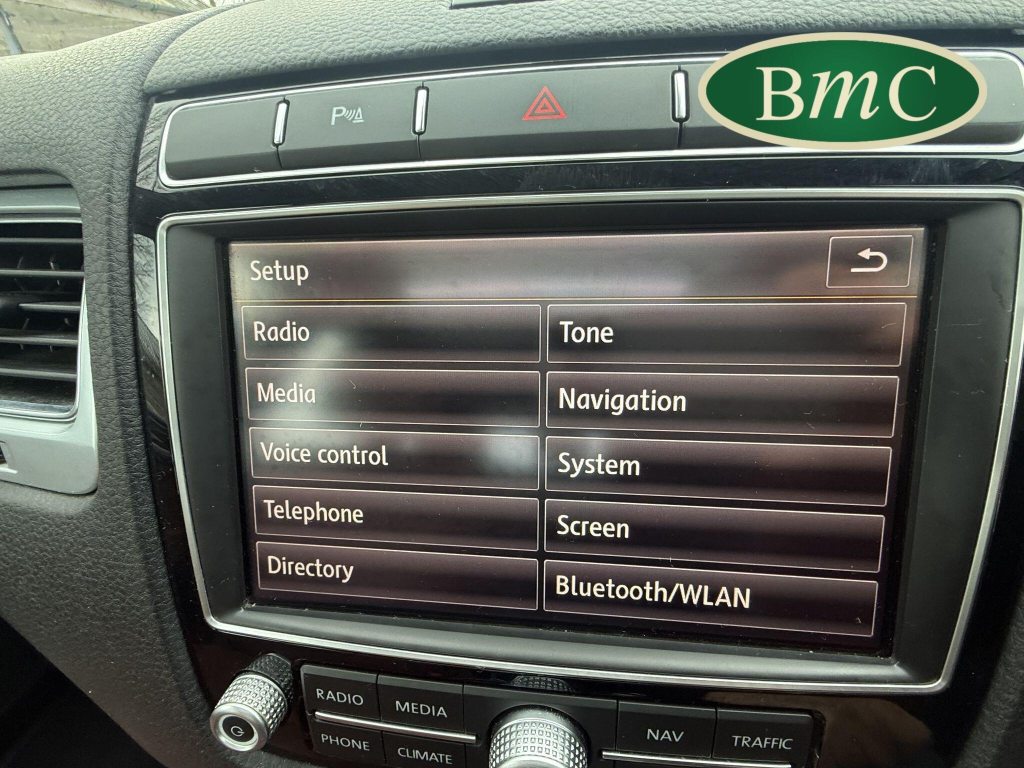 BmC
P
Setup
Radio
Tone
Media
Navigation
Voice control
System
Telephone
Screen
Directory
Bluetooth/WLAN
RADIO
MEDIA
NAV
TRAFFIC
PHONE
CLIMATE